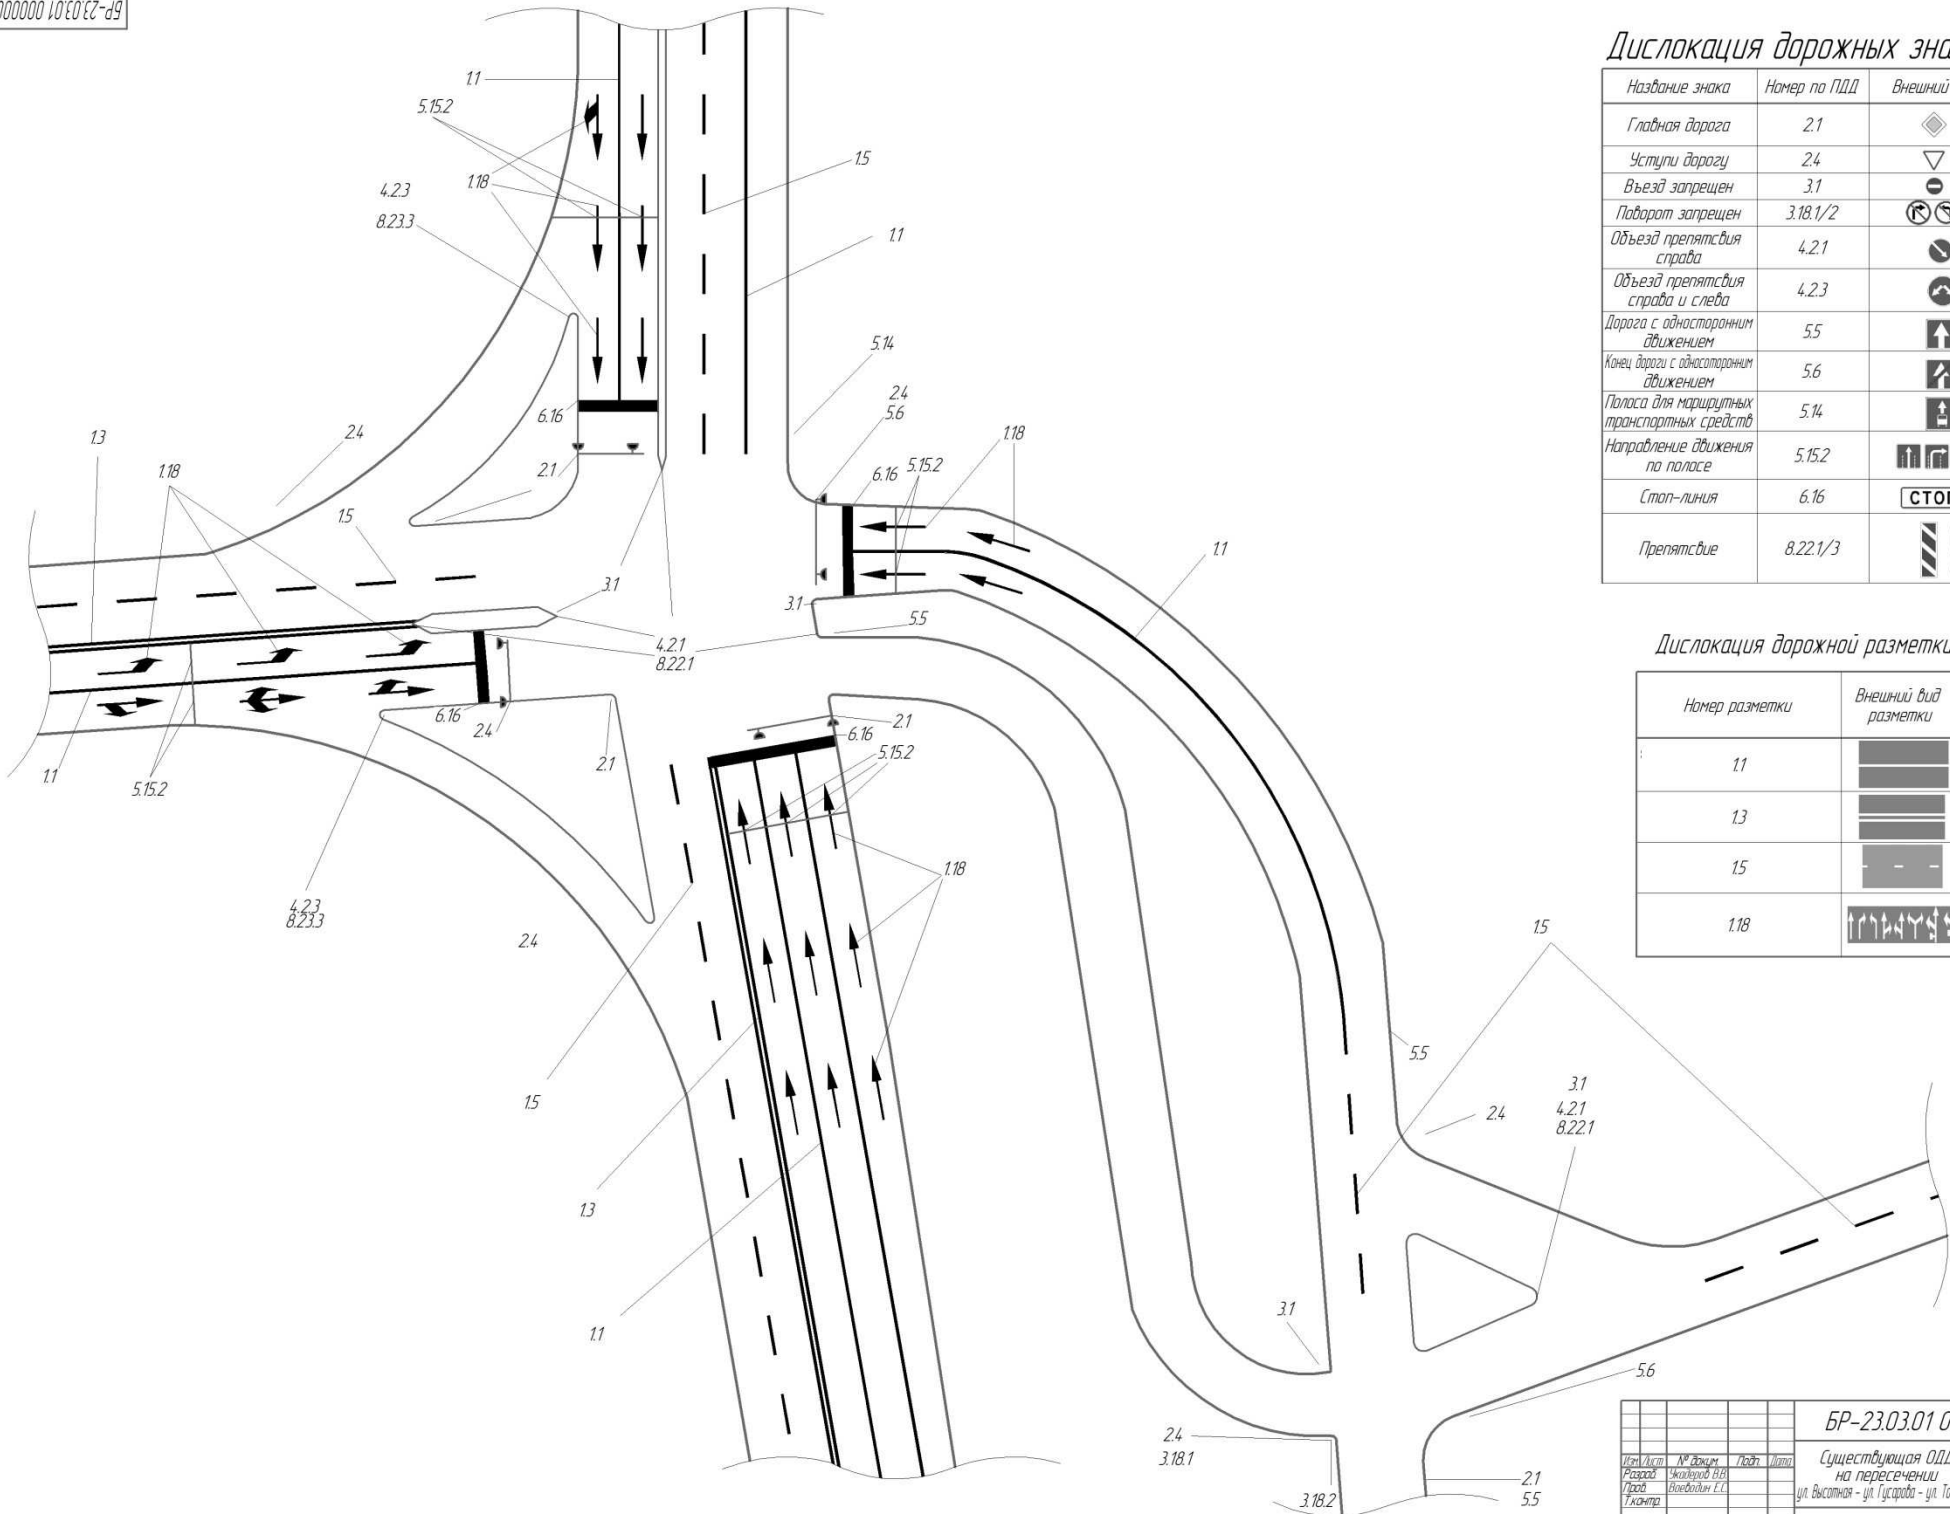 БР-23.03.01 000000
1.1
5.15.2
4.2.3
8.23.3
1.18
1.5
1.1
5.14
2.4
5.6
6.16
2.1
1.3
1.18
2.4
1.5
6.16
5.15.2
1.18
1.1
3.1
3.1
5.5
4.2.1
8.22.1
6.16
2.4
2.1
2.1
6.16
5.15.2
1.1
5.15.2
1.18
4.2.3
8.23.3
2.4
1.5
1.5
1.3
1.1
5.5
2.4
3.1
4.2.1
8.22.1
3.1
5.6
2.4
3.18.1
3.18.2
2.1
5.5
Дислокация дорожных зна
Название знака Номер по ПДД Внешний
Главная дорога 2.1
Уступи дорогу 2.4
Въезд запрещен 3.1
Поворот запрещен 3.18.1/2
Объезд препятсвия
справа 4.2.1
Объезд препятсвия
справа и слева 4.2.3
Дорога с односторонним
движением 5.5
Конец дороги с односоторонним
движением 5.6
Полоса для маршрутных
транспортных средств 5.14
Направление движения
по полосе 5.15.2
Стоп-линия 6.16 СТОП
Препятсвие 8.22.1/3
Дислокация дорожной разметки
Номер разметки Внешний вид
разметки
1.1
1.3
1.5
1.18
БР-23.03.01 0
Изм. Лист № докум. Подп. Дата
Разраб.
Пров. Воеводин Е.С.
Т.контр.
Существующая ОДД
на пересечении
ул. Высотная - ул. Гусарова - ул. То